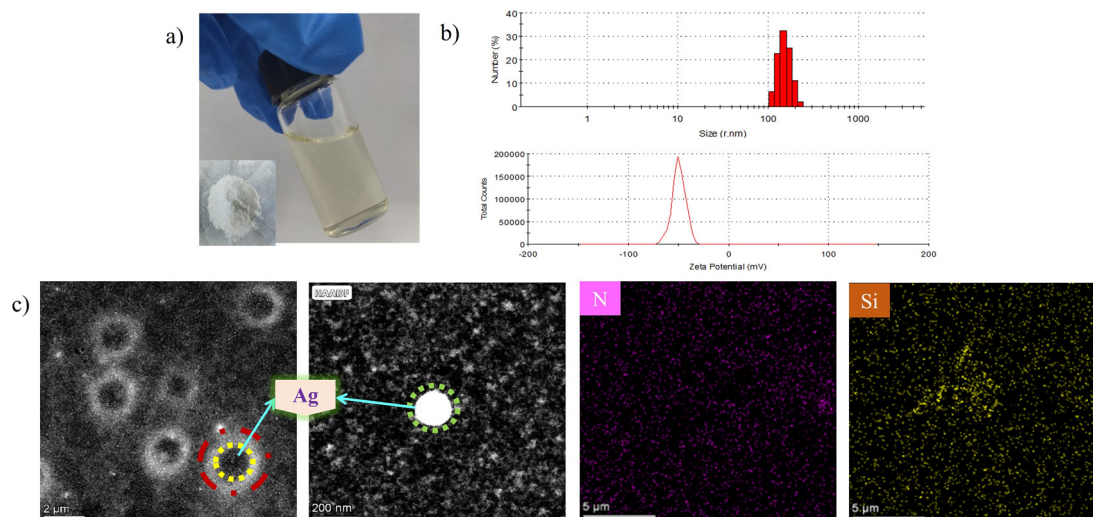 a)
b)
Number (%)
40
30
20
10
0
1 10 100 1000
Size (r.nm)
Total Counts
200000
150000
100000
50000
0
-200 -100 0 100 200
Zeta Potential (mV)
c)
HAADF
N
Si
Ag
2 µm
200 nm
5 µm
5 µm